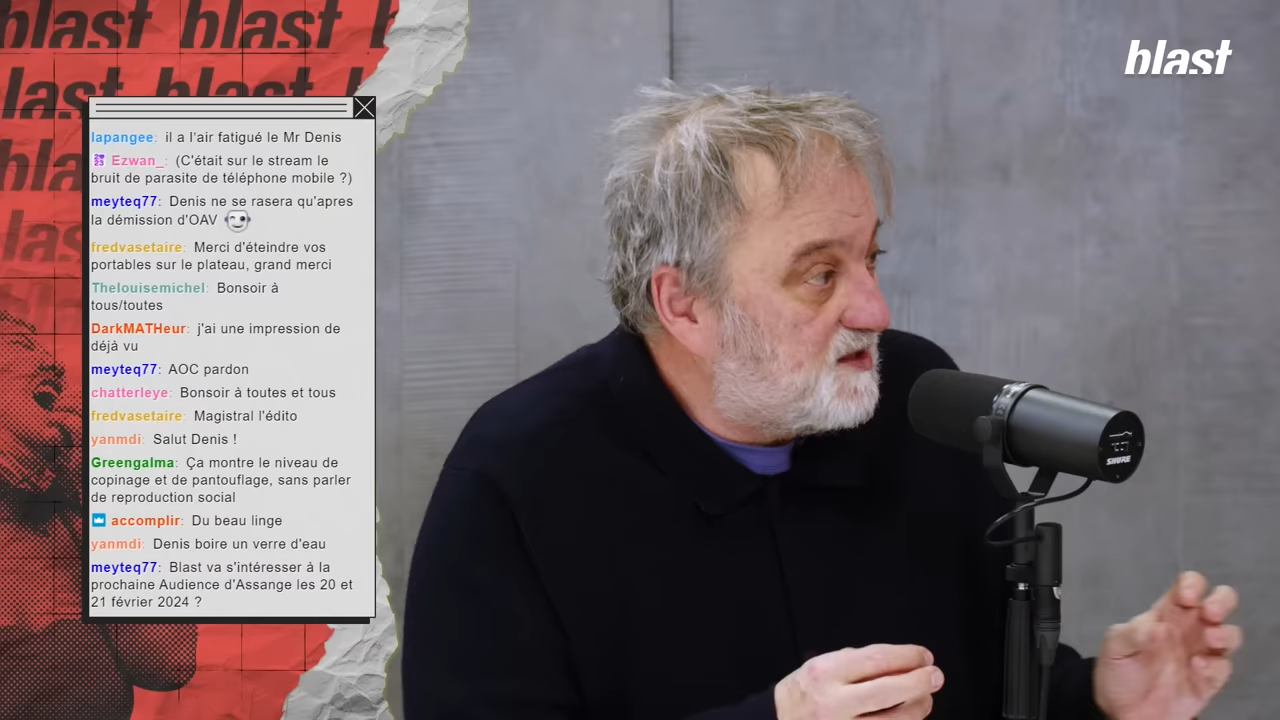 blast blast b
last blast b
bla
las
blast
lapangee: il a l'air fatigué le Mr Denis
Ezwan_: (C'était sur le stream le
bruit de parasite de téléphone mobile ?)
meyteq77: Denis ne se rasera qu'apres
la démission d'OAV
fredvasetaire: Merci d'éteindre vos
portables sur le plateau, grand merci
Thelouisemichel: Bonsoir à
tous/toutes
DarkMATHeur: j'ai une impression de
déjà vu
meyteq77: AOC pardon
chatterleye: Bonsoir à toutes et tous
fredvasetaire: Magistral l'édito
yanmdi: Salut Denis !
Greengalma: Ça montre le niveau de
copinage et de pantouflage, sans parler
de reproduction social
accomplir: Du beau linge
yanmdi: Denis boire un verre d'eau
meyteq77: Blast va s'intéresser à la
prochaine Audience d'Assange les 20 et
21 février 2024 ?
SHURE